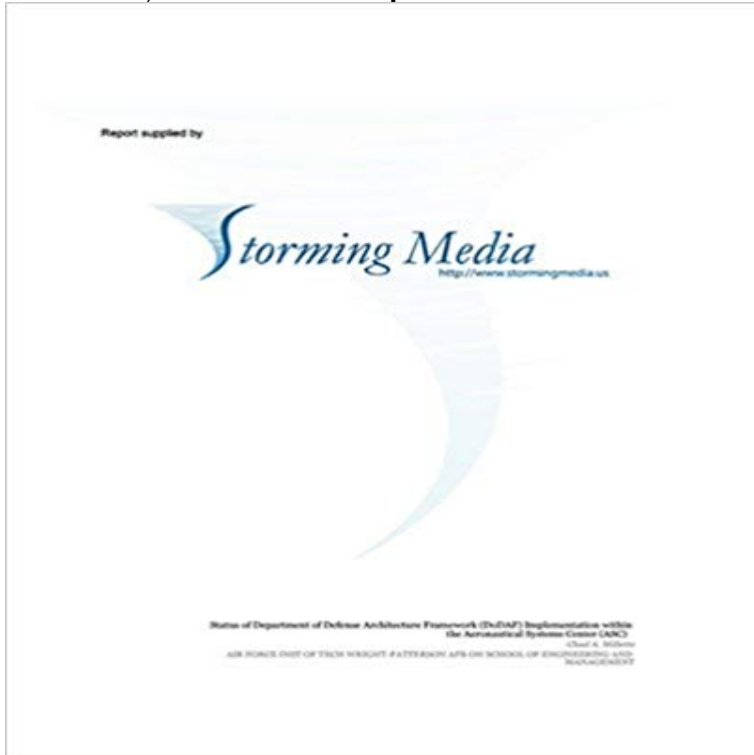 Report supplied by
Storming Media
http://www.stormingmedia.us
Status of Department of Defense Architecture Framework (DoDAF) Implementation within
the Aeronautical Systems Center (ASC)
Chad A. Millette
AIR FORCE INST OF TECH WRIGHT-PATTERSON AFB OH SCHOOL OF ENGINEERING AND
MANAGEMENT